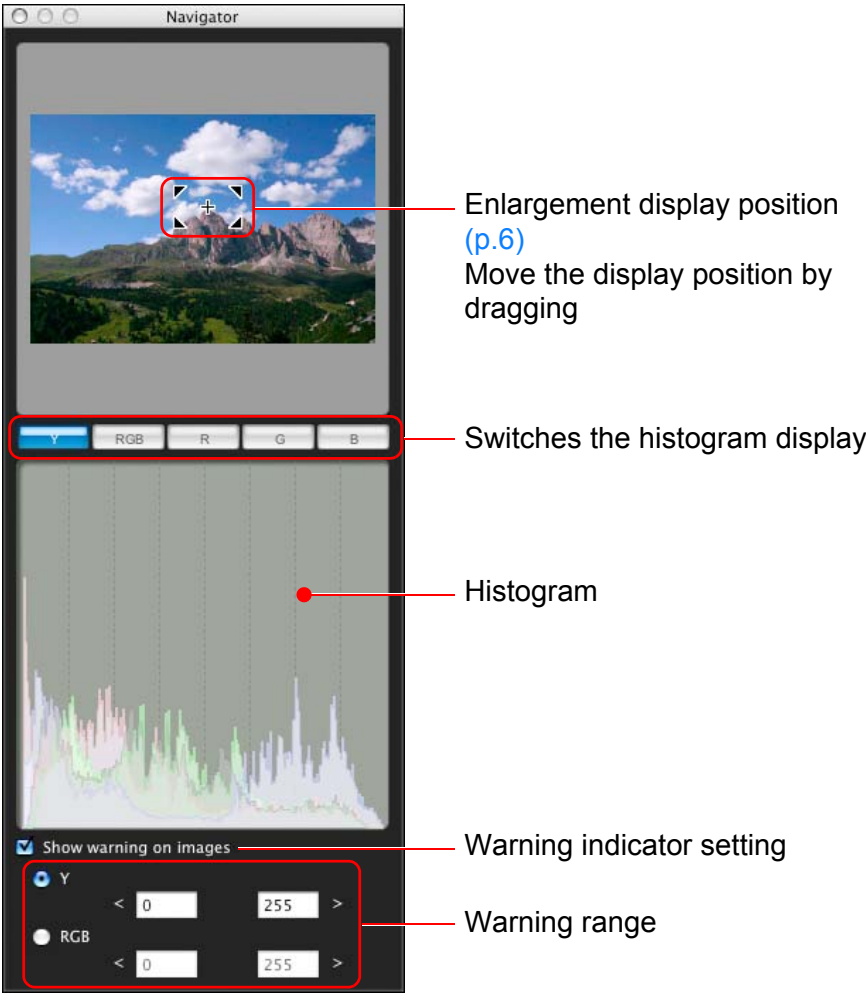 Navigator
Enlargement display position
(p.6)
Move the display position by
dragging
Y RGB R G B
Switches the histogram display
Histogram
Show warning on images
Warning indicator setting
Y
< 0 255 >
Warning range
RGB
< 0 255 >